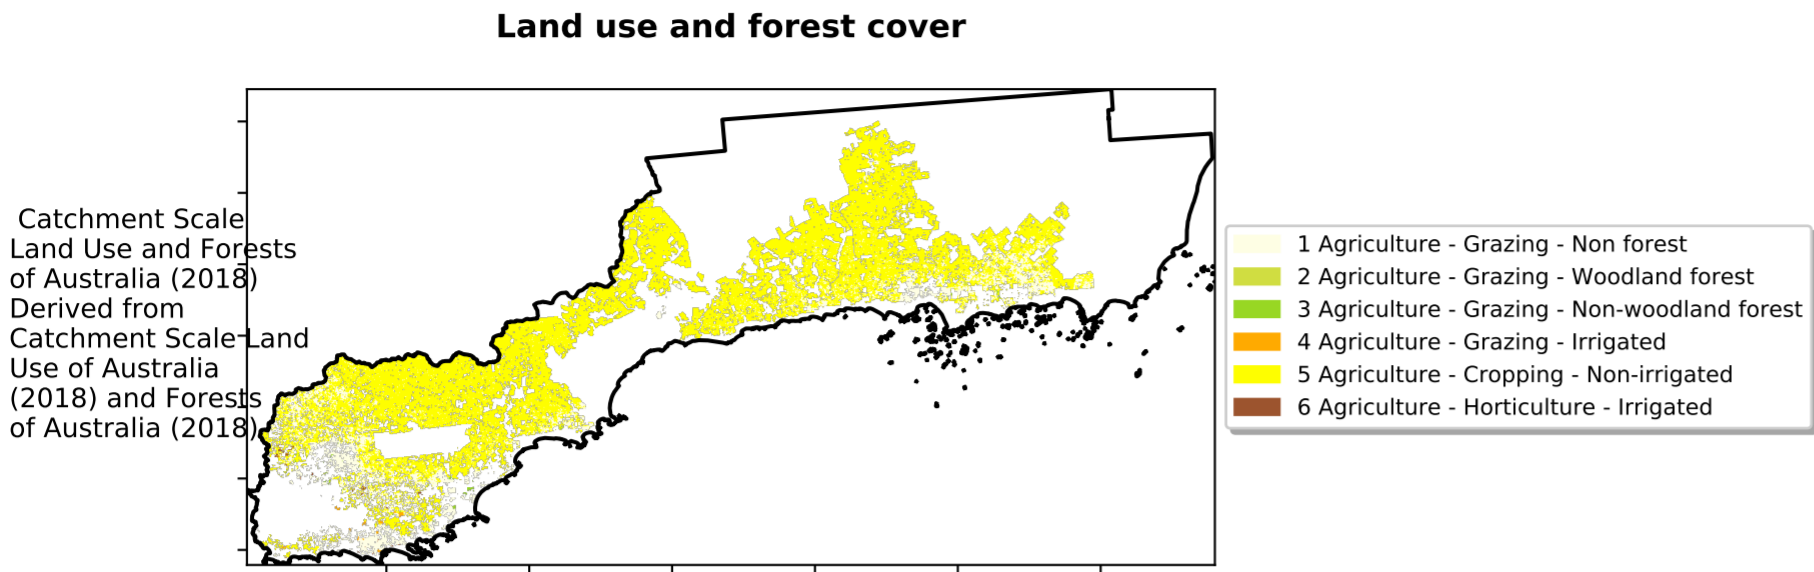 Land use and forest cover
Catchment Scale
Land Use and Forests
of Australia (2018)
Derived from
Catchment Scale Land
Use of Australia
(2018) and Forests
of Australia (2018)
1 Agriculture - Grazing - Non forest
2 Agriculture - Grazing - Woodland forest
3 Agriculture - Grazing - Non-woodland forest
4 Agriculture - Grazing - Irrigated
5 Agriculture - Cropping - Non-irrigated
6 Agriculture - Horticulture - Irrigated